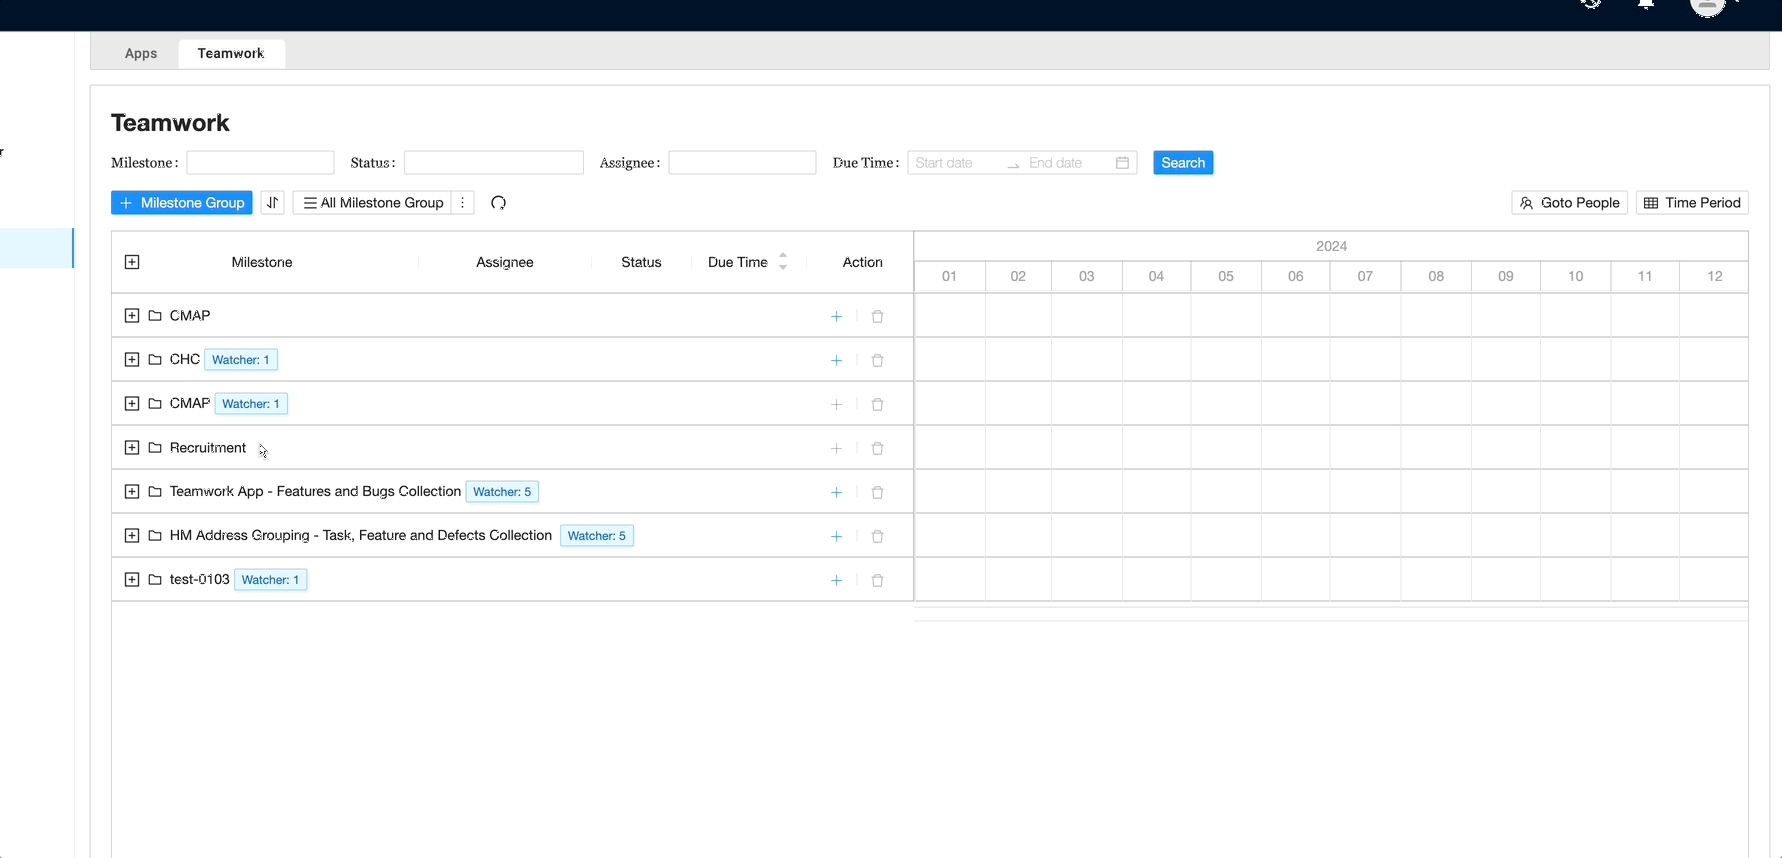 Apps Teamwork
r
Teamwork
Milestone : Status : Assignee : Due Time : Start date End date Search
Milestone Group All Milestone Group Goto People Time Period
Milestone Assignee Status Due Time Action 2024
01 02 03 04 05 06 07 08 09 10 11 12
CMAP
CHC Watcher: 1
CMAP Watcher: 1
Recruitment
Teamwork App - Features and Bugs Collection Watcher: 5
HM Address Grouping - Task, Feature and Defects Collection Watcher: 5
test-0103 Watcher: 1